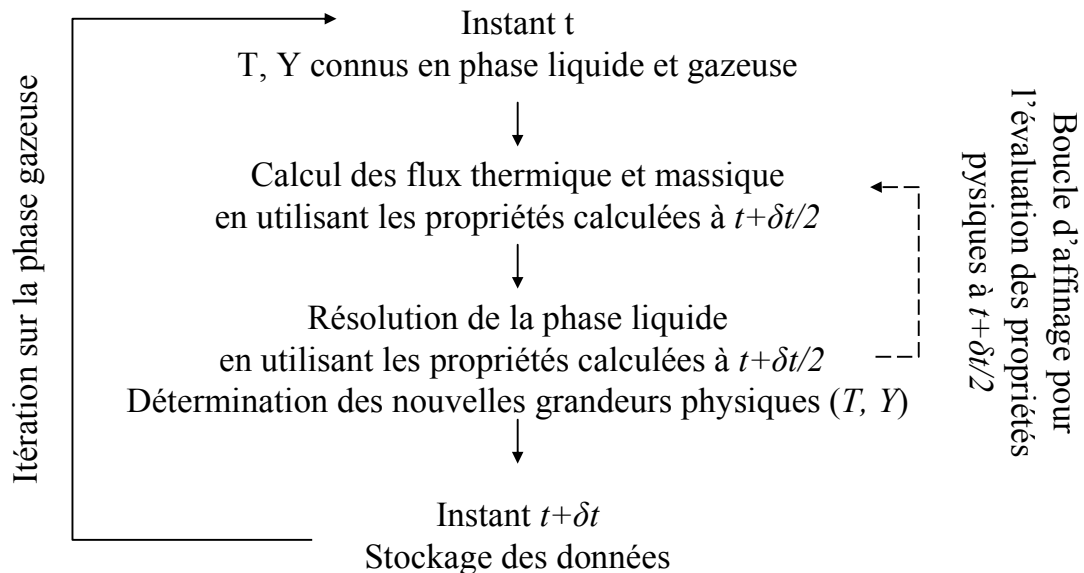 Instant t
T, Y connus en phase liquide et gazeuse
Calcul des flux thermique et massique
en utilisant les propriétés calculées à t+δt/2
Résolution de la phase liquide
en utilisant les propriétés calculées à t+δt/2
Détermination des nouvelles grandeurs physiques (T, Y)
Instant t+δt
Stockage des données
Itération sur la phase gazeuse
Boucle d’affinage pour
l’évaluation des propriétés
pysiques à t+δt/2